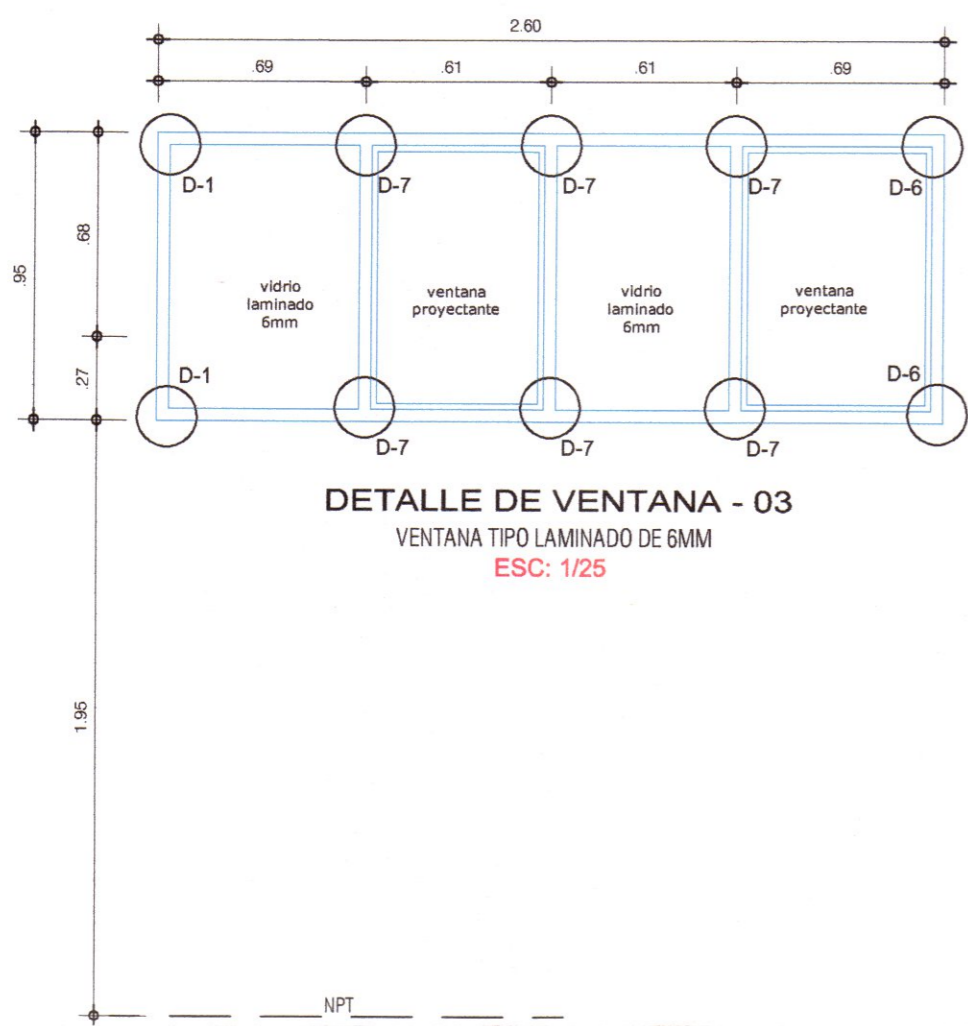 2.60
.69
.61
.61
.69
D-1
D-7
D-7
D-7
D-6
.95
.68
.27
vidrio
laminado
6mm
ventana
proyectante
vidrio
laminado
6mm
ventana
proyectante
D-1
D-7
D-7
D-7
D-6
DETALLE DE VENTANA - 03
VENTANA TIPO LAMINADO DE 6MM
ESC: 1/25
1.95
NPT